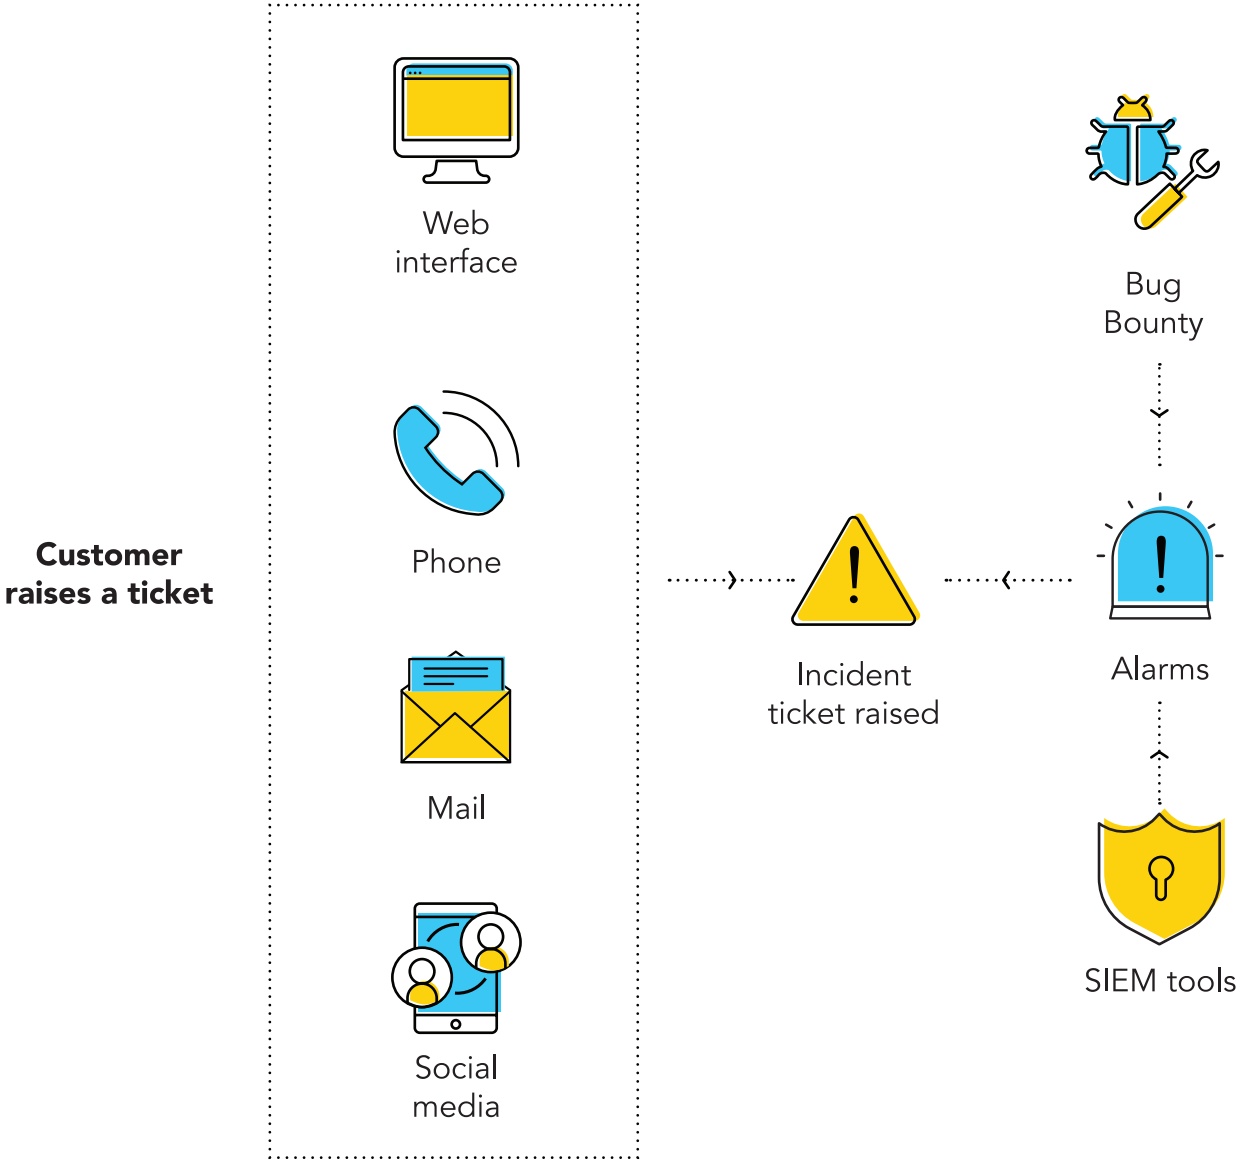 Customer
raises a ticket
Web
interface
Phone
Mail
Social
media
Incident
ticket raised
Bug
Bounty
Alarms
SIEM tools